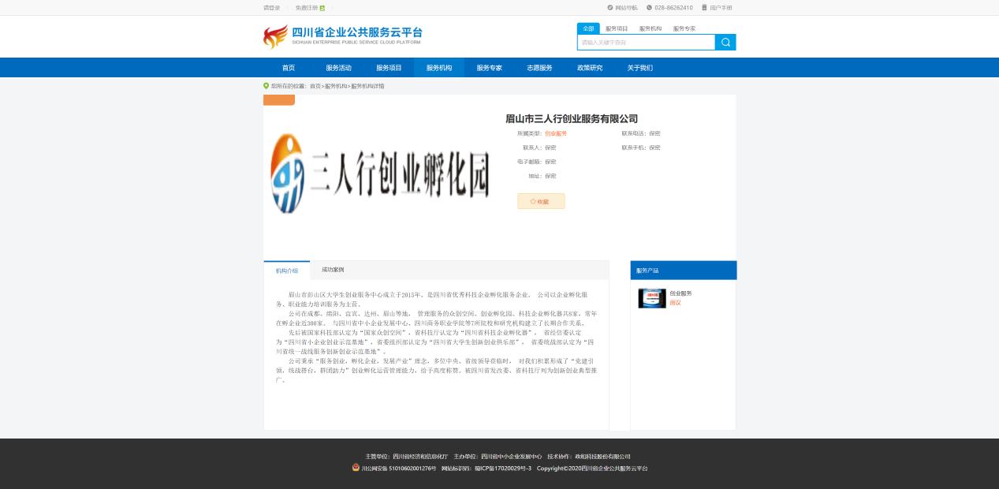 请登录 免费注册
网站导航 028-86262410 用户手册
四川省企业公共服务云平台
SICHUAN ENTERPRISE PUBLIC SERVICE CLOUD PLATFORM
全部 服务项目 服务机构 服务专家
请输入关键字查询
首页 服务活动 服务项目 服务机构 服务专家 志愿服务 政策研究 关于我们
您所在的位置：首页>服务机构>服务机构详情
三人行创业孵化园
眉山市三人行创业服务有限公司
所属类型：创业服务 联系电话：保密
联系人：保密 联系手机：保密
电子邮箱：保密
地址：保密
收藏
机构介绍 成功案例
眉山市彭山区大学生创业服务中心成立于2015年。是四川省优秀科技企业孵化服务企业。 公司以企业孵化服
务、职业能力培训服务为主营。
公司在成都、绵阳、宜宾、达州、眉山等地， 管理服务的众创空间、创业孵化园、科技企业孵化器共8家，常年
在孵企业近300家。 与四川省中小企业发展中心、四川商务职业学院等7所院校和研究机构建立了长期合作关系。
先后被国家科技部认定为“国家众创空间”，省科技厅认定为“四川省科技企业孵化器”， 省经信委认定
为“四川省小企业创业示范基地”，省委组织部认定为“四川省大学生创新创业俱乐部”， 省委统战部认定为“四
川省统一战线服务创新创业示范基地”。
公司秉承“服务创业，孵化企业，发展产业”理念，多位中央、省级领导莅临时， 对我们积累形成了“党建引
领，统战搭台，群团助力”创业孵化运营管理能力，给予高度称赞。被四川省发改委、省科技厅列为创新创业典型推
广。
服务产品
创业服务
面议
主管单位：四川省经济和信息化厅 主办单位：四川省中小企业发展中心 技术协作：政和科技股份有限公司
川公网安备 51010602001276号 网站标识码：蜀ICP备17020029号-3 Copyright©2020四川省企业公共服务云平台